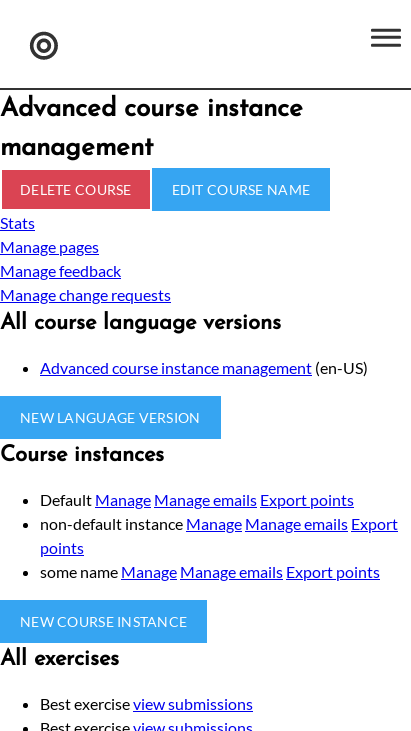 Advanced course instance
management
DELETE COURSE EDIT COURSE NAME
Stats
Manage pages
Manage feedback
Manage change requests
All course language versions
Advanced course instance management (en-US)
NEW LANGUAGE VERSION
Course instances
Default Manage Manage emails Export points
non-default instance Manage Manage emails Export
points
some name Manage Manage emails Export points
NEW COURSE INSTANCE
All exercises
Best exercise view submissions
Best exercise view submissions